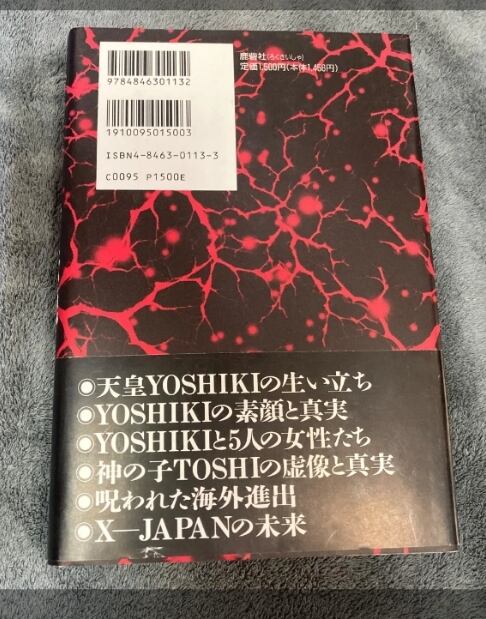 9784846301132
1910095015003
ISBN4-8463-0113-3
C0095 P1500E
鹿砦社(ろくさいしゃ)
定価1,500円(本体1,456円)
◉天皇YOSHIKIの生い立ち
◉YOSHIKIの素顔と真実
◉YOSHIKIと5人の女性たち
◉神の子TOSHIの虚像と真実
◉呪われた海外進出
◉X—JAPANの未来